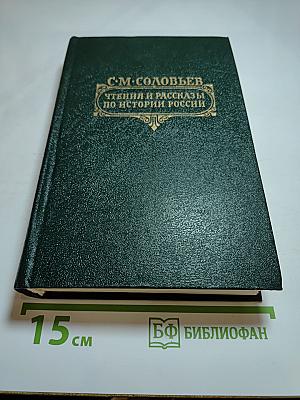 С·М·СОЛОВЬЕВ
ЧТЕНИЯ И РАССКАЗЫ
ПО ИСТОРИИ РОССИИ
15 СМ
БФ БИБЛИОФАН